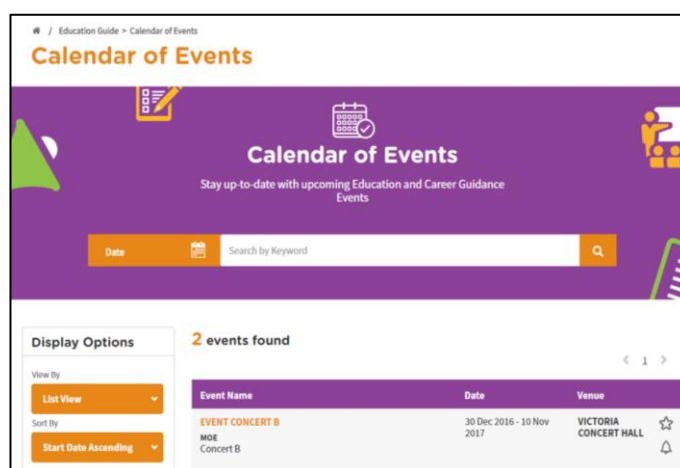 / Education Guide > Calendar of Events
Calendar of Events
Calendar of Events
Stay up-to-date with upcoming Education and Career Guidance
Events
Date
Search by Keyword
Display Options
View By
List View
Sort By
Start Date Ascending
2 events found
< 1 >
Event Name Date Venue
EVENT CONCERT B 30 Dec 2016 - 10 Nov VICTORIA
2017 CONCERT HALL
MOE
Concert B